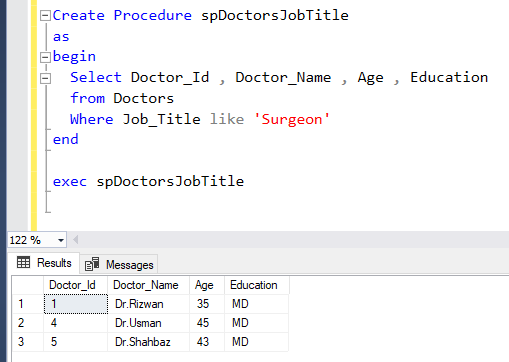 Create Procedure spDoctorsJobTitle
as
begin
Select Doctor_Id , Doctor_Name , Age , Education
from Doctors
Where Job_Title like 'Surgeon'
end
exec spDoctorsJobTitle
122 %
Results Messages
Doctor_Id Doctor_Name Age Education
1 1 Dr.Rizwan 35 MD
2 4 Dr.Usman 45 MD
3 5 Dr.Shahbaz 43 MD